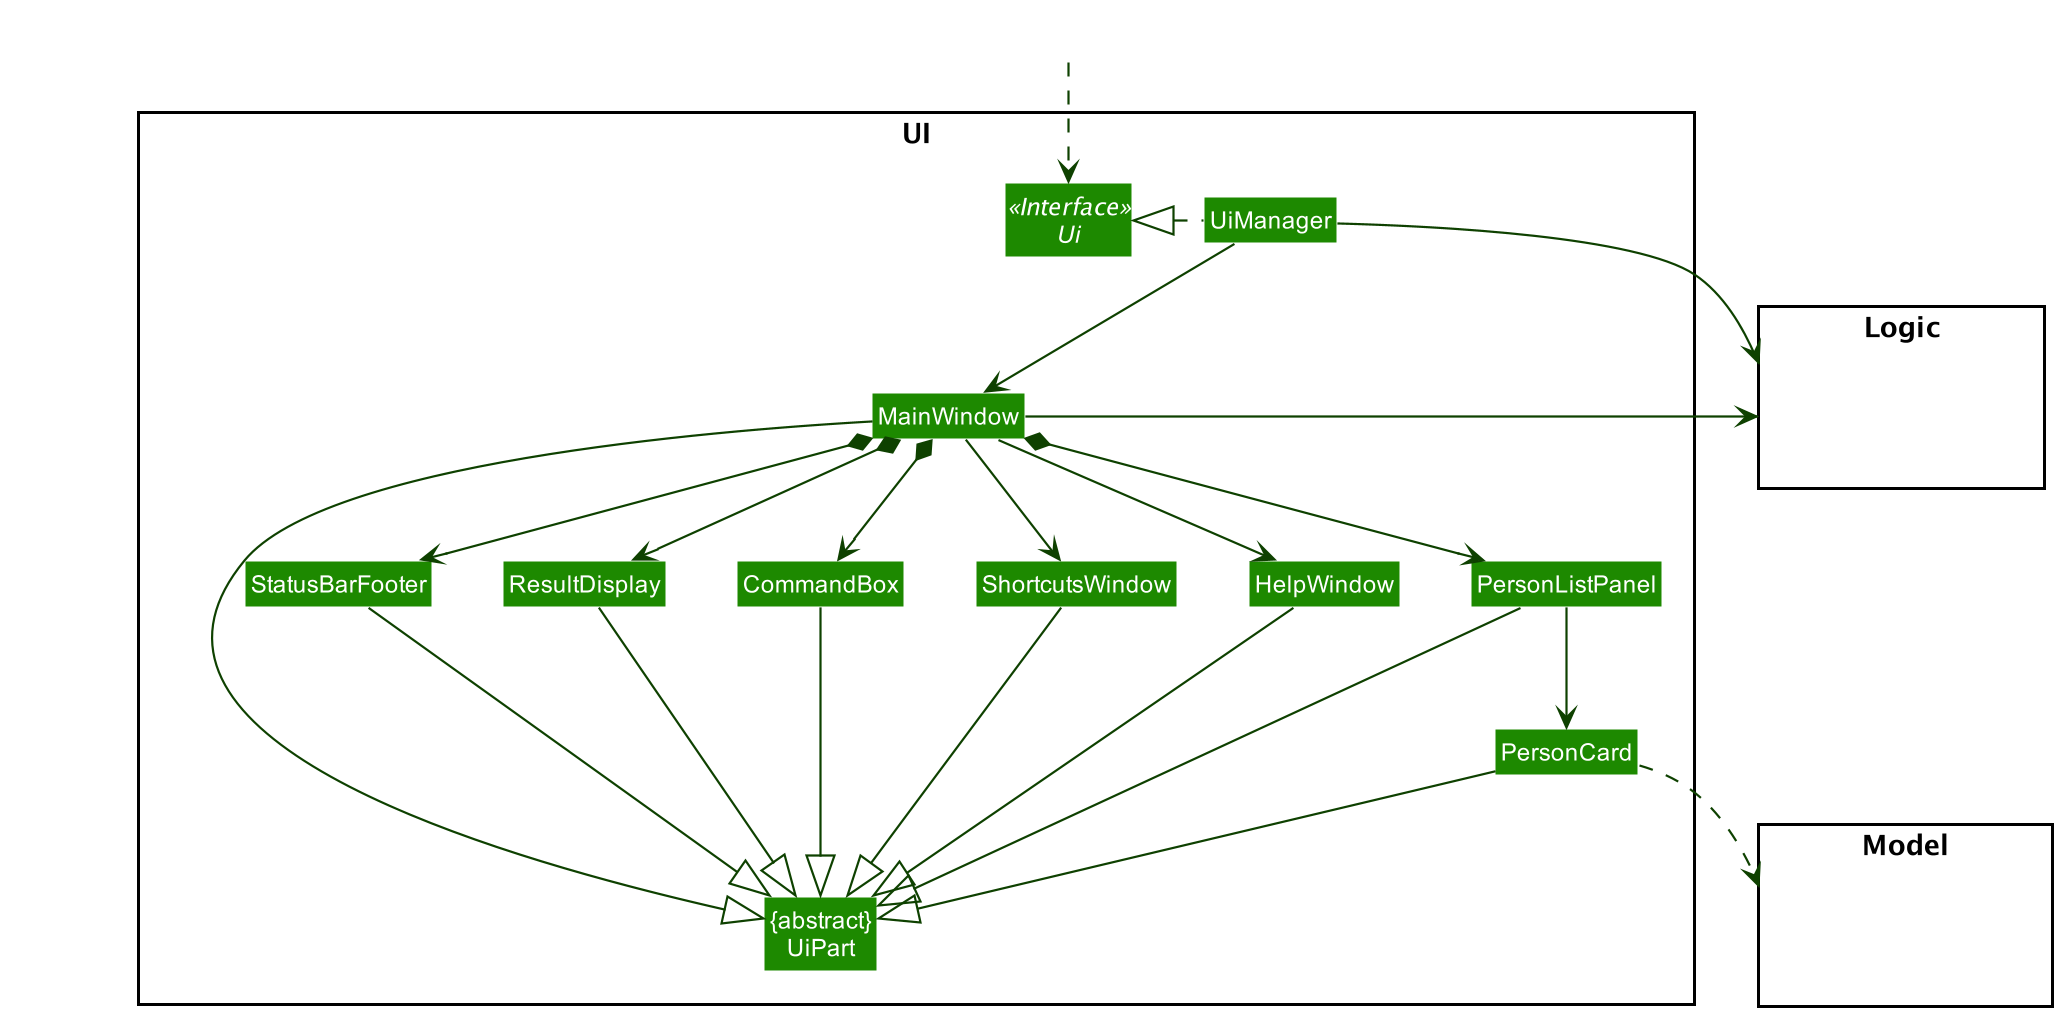 UI
«Interface»
Ui
UiManager
Logic
MainWindow
StatusBarFooter
ResultDisplay
CommandBox
ShortcutsWindow
HelpWindow
PersonListPanel
PersonCard
Model
{abstract}
UiPart